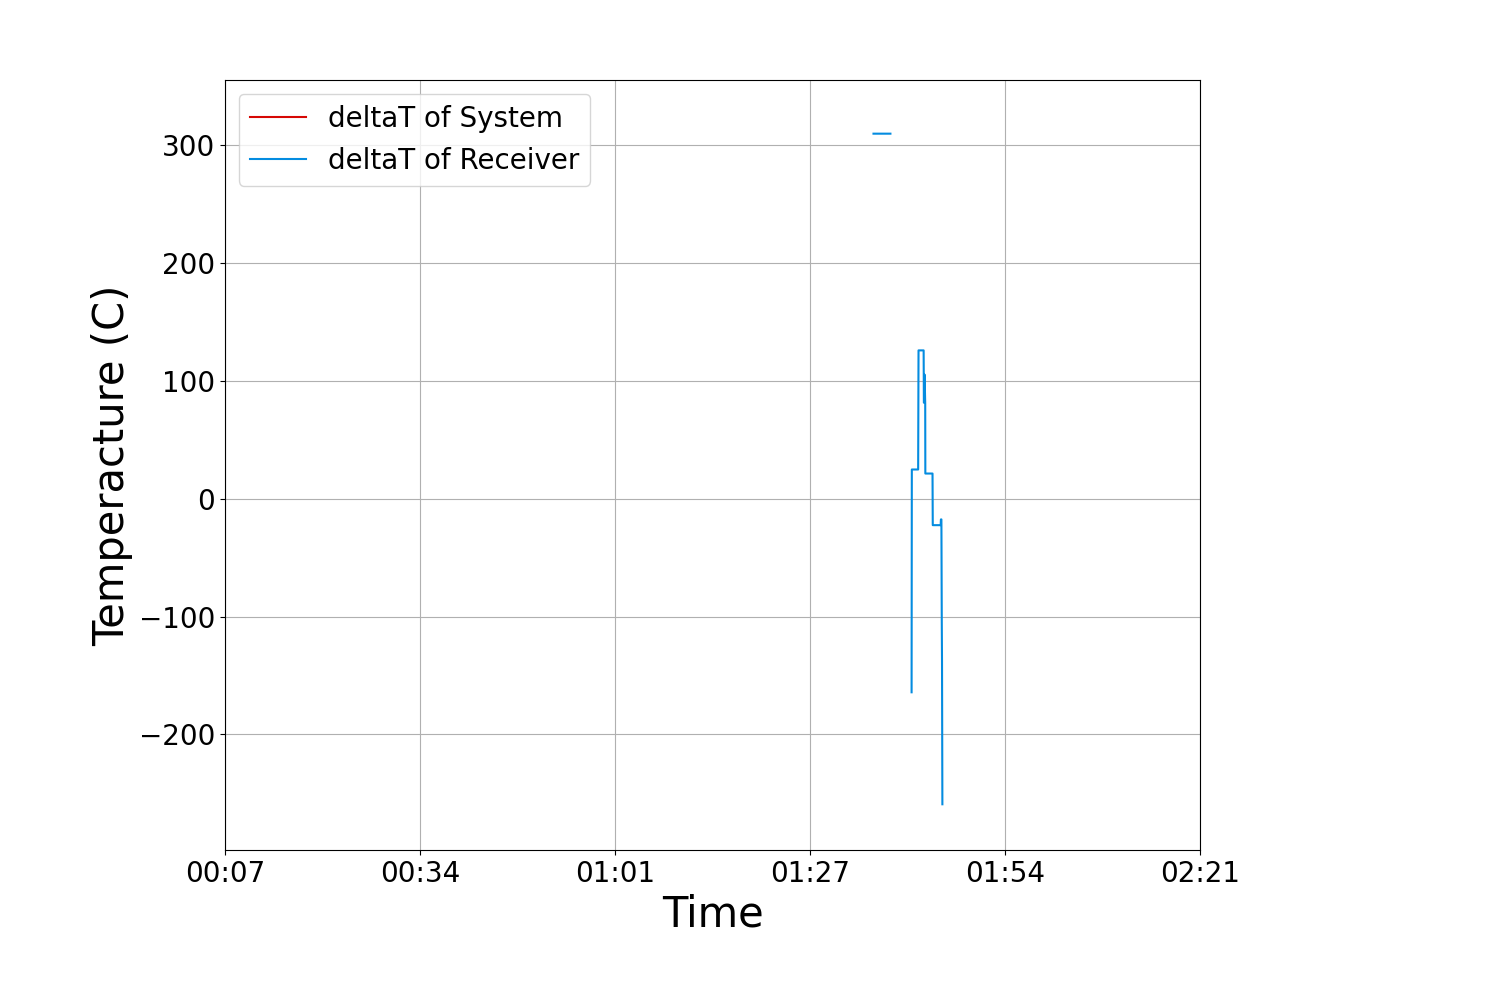 deltaT of System
deltaT of Receiver
300
200
100
0
−100
−200
Temperacture (C)
00:07 00:34 01:01 01:27 01:54 02:21
Time